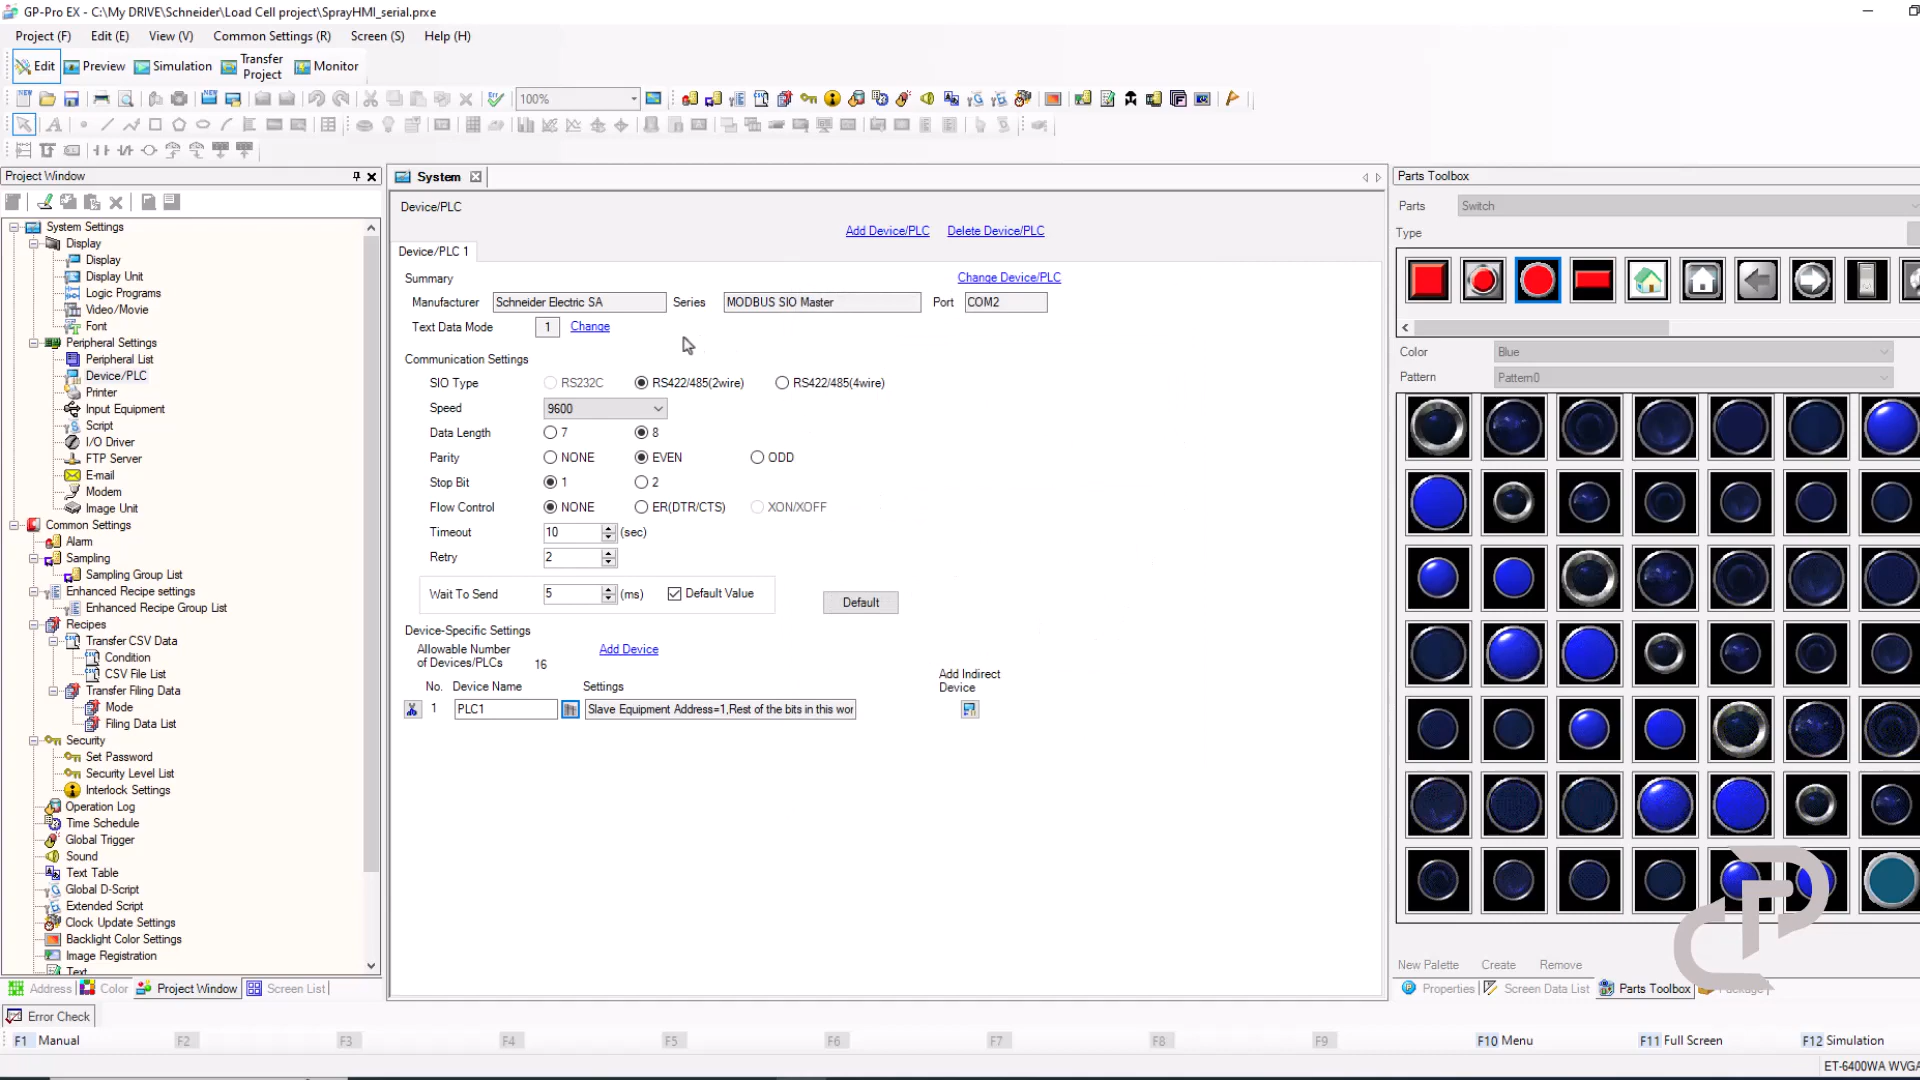 GP-Pro EX - C:\My DRIVE\Schneider\Load Cell project\SprayHMI_serial.prxe
Project (F) Edit (E) View (V) Common Settings (R) Screen (S) Help (H)
Edit Preview Simulation Transfer Project Monitor
100%
Project Window
System Settings
Display
Display
Display Unit
Logic Programs
Video/Movie
Font
Peripheral Settings
Peripheral List
Device/PLC
Printer
Input Equipment
Script
I/O Driver
FTP Server
E-mail
Modem
Image Unit
Common Settings
Alarm
Sampling
Sampling Group List
Enhanced Recipe settings
Enhanced Recipe Group List
Recipes
Transfer CSV Data
Condition
CSV File List
Transfer Filing Data
Mode
Filing Data List
Security
Set Password
Security Level List
Interlock Settings
Operation Log
Time Schedule
Global Trigger
Sound
Text Table
Global D-Script
Extended Script
Clock Update Settings
Backlight Color Settings
Image Registration
Text
Address Color Project Window Screen List
System
Device/PLC
Add Device/PLC Delete Device/PLC
Device/PLC 1
Summary Change Device/PLC
Manufacturer Schneider Electric SA Series MODBUS SIO Master Port COM2
Text Data Mode 1 Change
Communication Settings
SIO Type RS232C RS422/485(2wire) RS422/485(4wire)
Speed 9600
Data Length 7 8
Parity NONE EVEN ODD
Stop Bit 1 2
Flow Control NONE ER(DTR/CTS) XON/XOFF
Timeout 10 (sec)
Retry 2
Wait To Send 5 (ms) Default Value Default
Device-Specific Settings
Allowable Number of Devices/PLCs 16 Add Device
No. Device Name Settings Add Indirect Device
1 PLC1 Slave Equipment Address=1,Rest of the bits in this wor
Parts Toolbox
Parts Switch
Type
Color Blue
Pattern Pattern0
New Palette Create Remove
Properties Screen Data List Parts Toolbox
Error Check
F1 Manual F2 F3 F4 F5 F6 F7 F8 F9 F10 Menu F11 Full Screen F12 Simulation
ET-6400WA WVGA